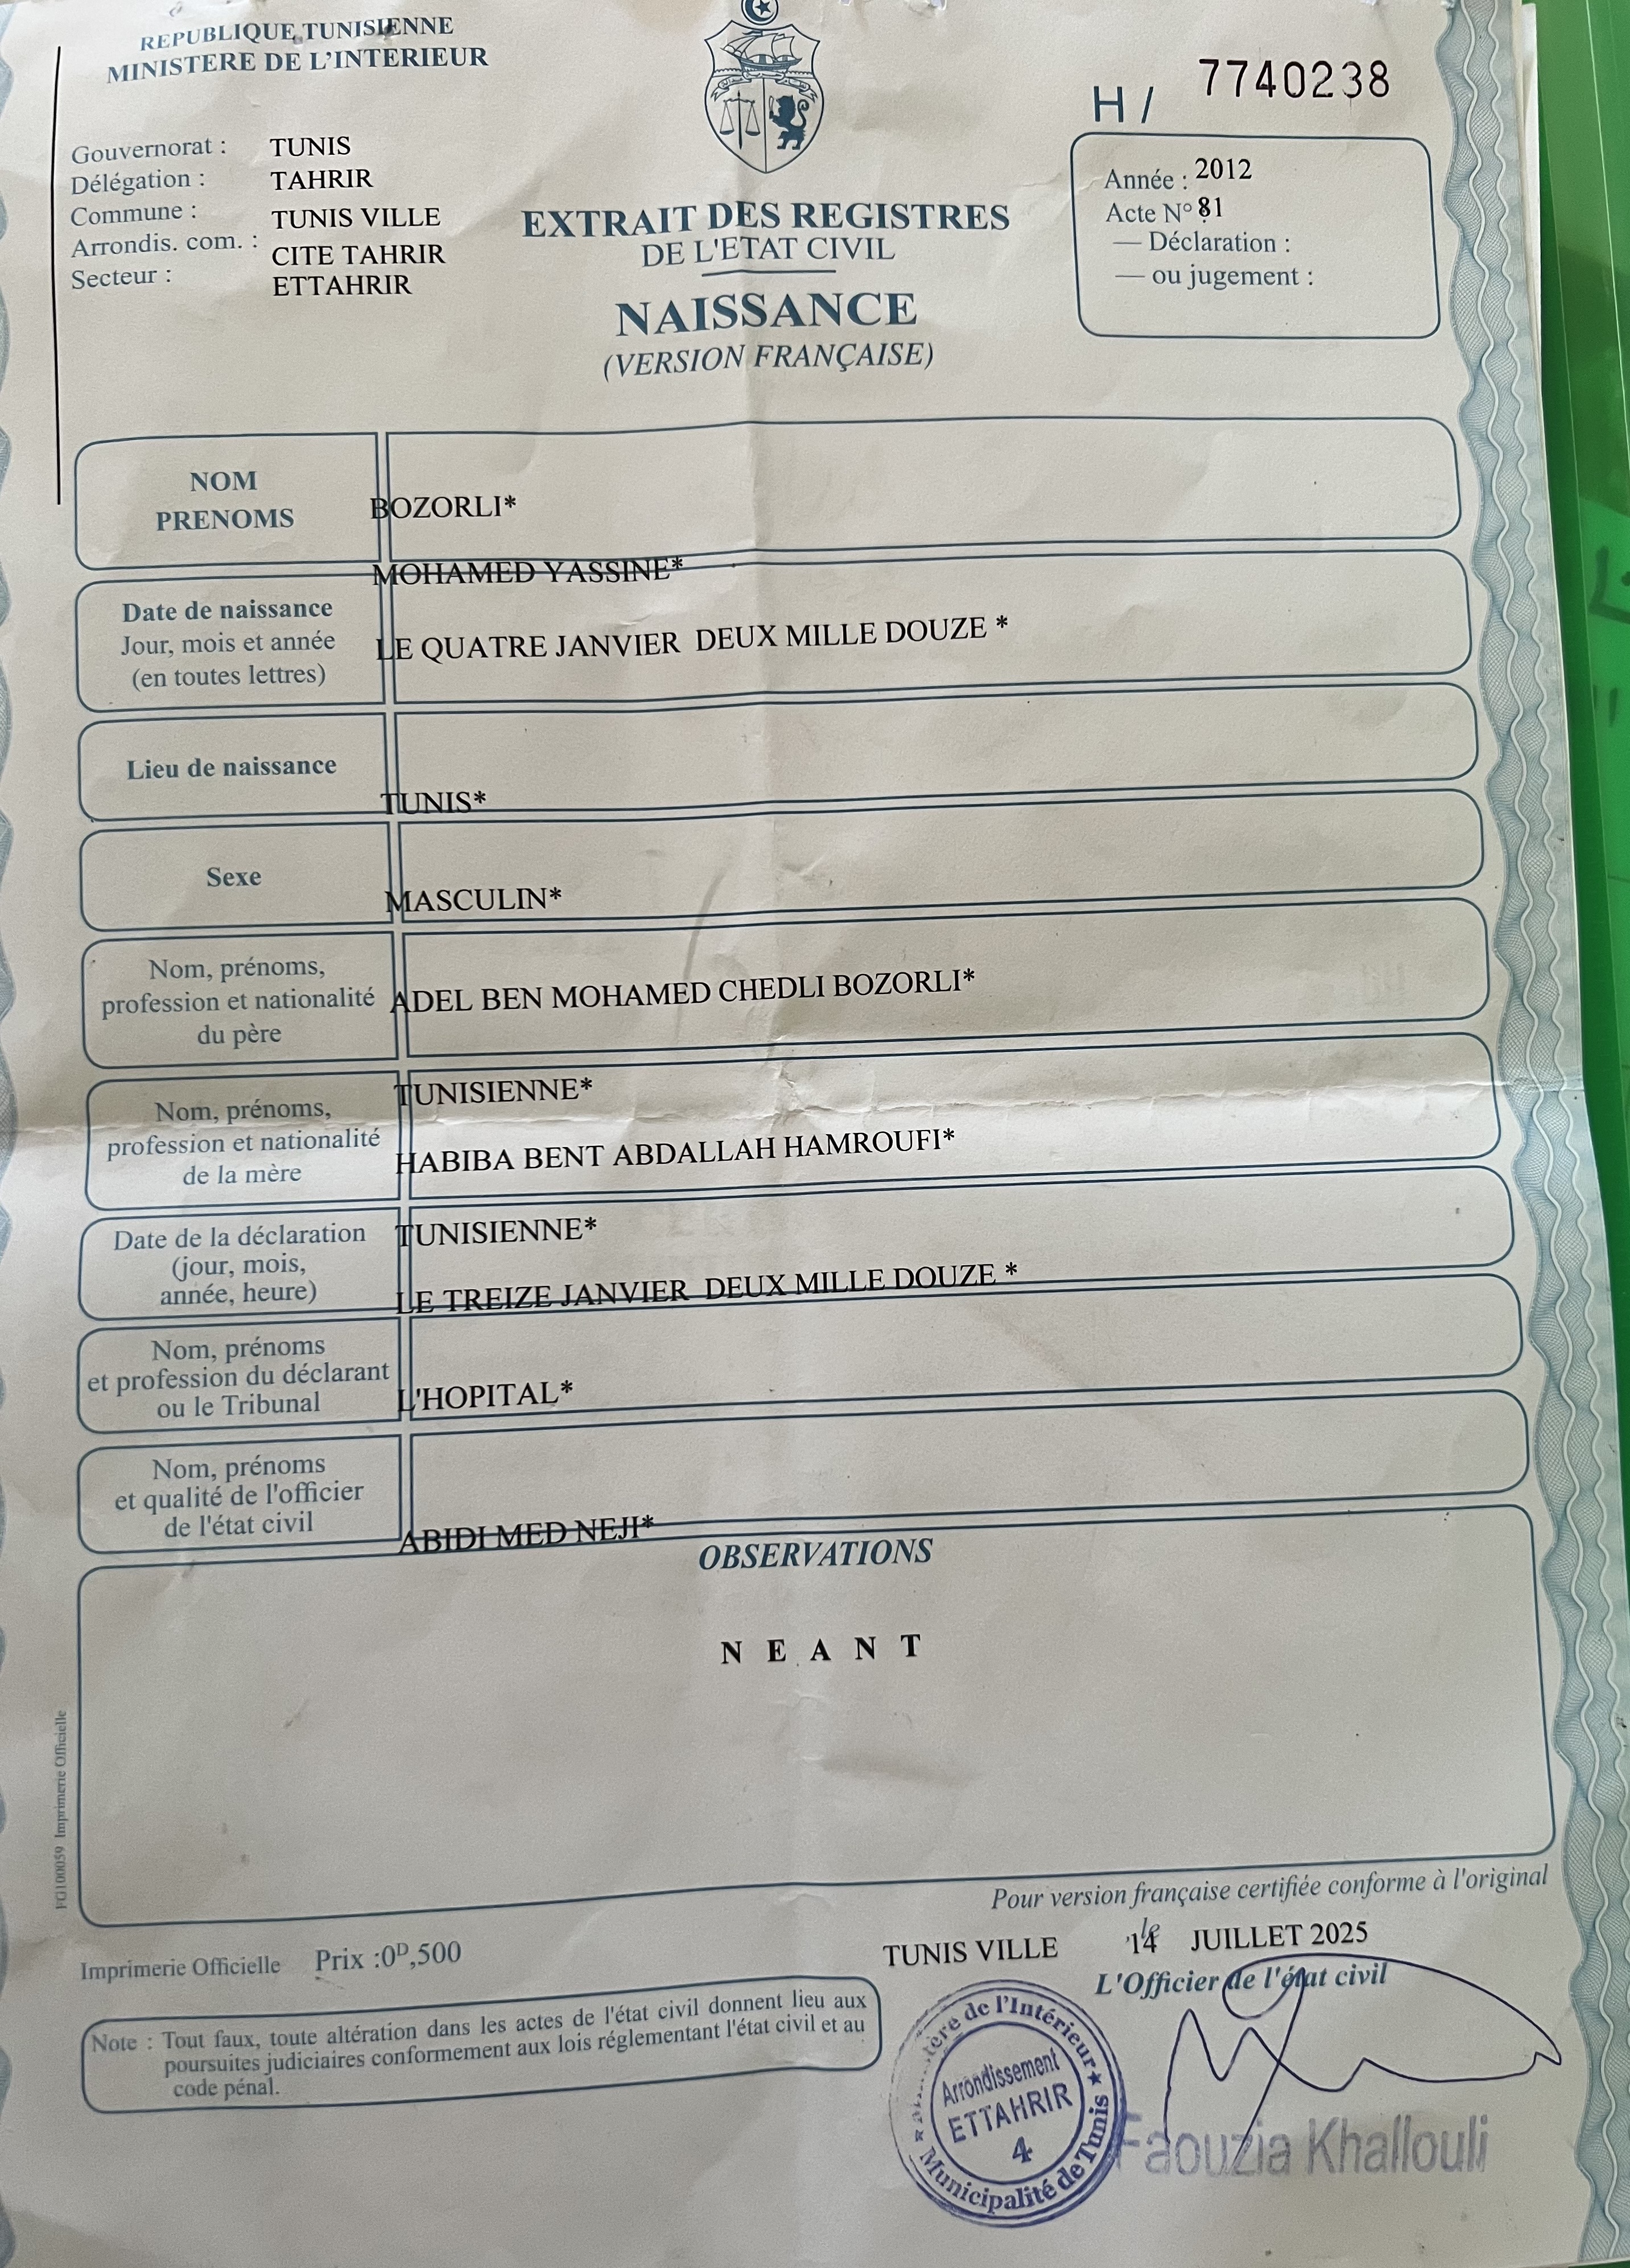 REPUBLIQUE TUNISIENNE
MINISTERE DE L'INTERIEUR
H/ 7740238
Gouvernorat : TUNIS
Délégation : TAHRIR
Commune : TUNIS VILLE
Arrondis. com. : CITE TAHRIR
Secteur : ETTAHRIR
EXTRAIT DES REGISTRES
DE L'ETAT CIVIL
NAISSANCE
(VERSION FRANÇAISE)
Année : 2012
Acte N° 81
— Déclaration :
— ou jugement :
NOM
PRENOMS
BOZORLI*
MOHAMED YASSINE*
Date de naissance
Jour, mois et année
(en toutes lettres)
LE QUATRE JANVIER DEUX MILLE DOUZE *
Lieu de naissance
TUNIS*
Sexe
MASCULIN*
Nom, prénoms,
profession et nationalité
du père
ADEL BEN MOHAMED CHEDLI BOZORLI*
TUNISIENNE*
Nom, prénoms,
profession et nationalité
de la mère
HABIBA BENT ABDALLAH HAMROUFI*
TUNISIENNE*
Date de la déclaration
(jour, mois,
année, heure)
LE TREIZE JANVIER DEUX MILLE DOUZE *
Nom, prénoms
et profession du déclarant
ou le Tribunal
L'HOPITAL*
Nom, prénoms
et qualité de l'officier
de l'état civil
ABIDI MED NEJI*
OBSERVATIONS
N E A N T
FG100059 Imprimerie Officielle
Pour version française certifiée conforme à l'original
Imprimerie Officielle Prix :0ᴰ,500
TUNIS VILLE le 14 JUILLET 2025
L'Officier de l'état civil
Note : Tout faux, toute altération dans les actes de l'état civil donnent lieu aux
poursuites judiciaires conformement aux lois réglementant l'état civil et au
code pénal.
de l'Intérieur
Arrondissement
ETTAHRIR
4
Municipalité de Tunis
Faouzia Khallouli